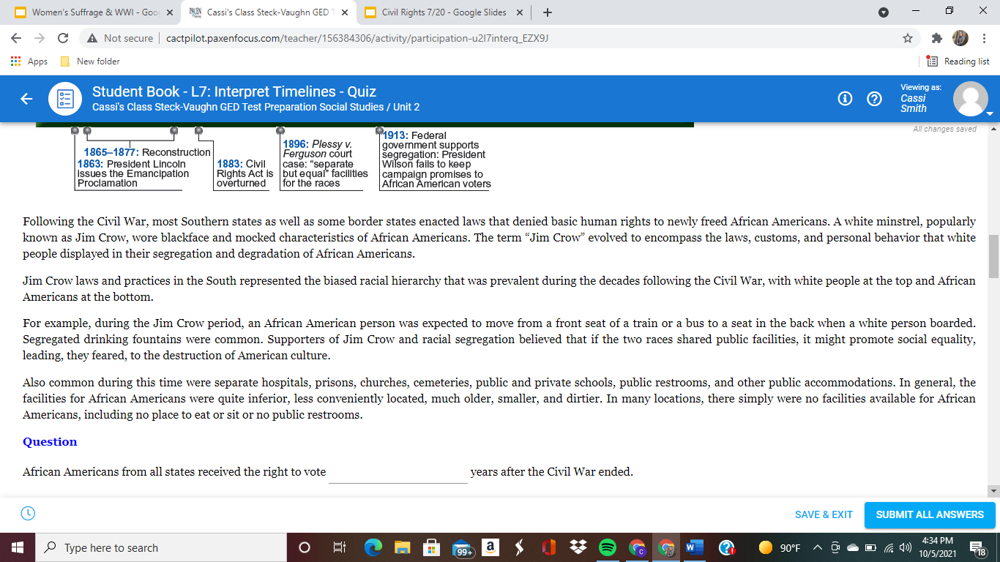 Women's Suffrage & WWI - Goo
Cassi's Class Steck-Vaughn GED T
Civil Rights 7/20 - Google Slides
Not secure
cactpilot.paxenfocus.com/teacher/156384306/activity/participation-u2l7interq_EZX9J
Apps
New folder
Reading list
Student Book - L7: Interpret Timelines - Quiz
Cassi's Class Steck-Vaughn GED Test Preparation Social Studies / Unit 2
Viewing as:
Cassi
Smith
All changes saved
1865–1877: Reconstruction
1863: President Lincoln
issues the Emancipation
Proclamation
1883: Civil
Rights Act is
overturned
1896: Plessy v.
Ferguson court
case: “separate
but equal” facilities
for the races
1913: Federal
government supports
segregation: President
Wilson fails to keep
campaign promises to
African American voters
Following the Civil War, most Southern states as well as some border states enacted laws that denied basic human rights to newly freed African Americans. A white minstrel, popularly
known as Jim Crow, wore blackface and mocked characteristics of African Americans. The term “Jim Crow” evolved to encompass the laws, customs, and personal behavior that white
people displayed in their segregation and degradation of African Americans.
Jim Crow laws and practices in the South represented the biased racial hierarchy that was prevalent during the decades following the Civil War, with white people at the top and African
Americans at the bottom.
For example, during the Jim Crow period, an African American person was expected to move from a front seat of a train or a bus to a seat in the back when a white person boarded.
Segregated drinking fountains were common. Supporters of Jim Crow and racial segregation believed that if the two races shared public facilities, it might promote social equality,
leading, they feared, to the destruction of American culture.
Also common during this time were separate hospitals, prisons, churches, cemeteries, public and private schools, public restrooms, and other public accommodations. In general, the
facilities for African Americans were quite inferior, less conveniently located, much older, smaller, and dirtier. In many locations, there simply were no facilities available for African
Americans, including no place to eat or sit or no public restrooms.
Question
African Americans from all states received the right to vote years after the Civil War ended.
SAVE & EXIT
SUBMIT ALL ANSWERS
Type here to search
99+
90°F
4:34 PM
10/5/2021
18